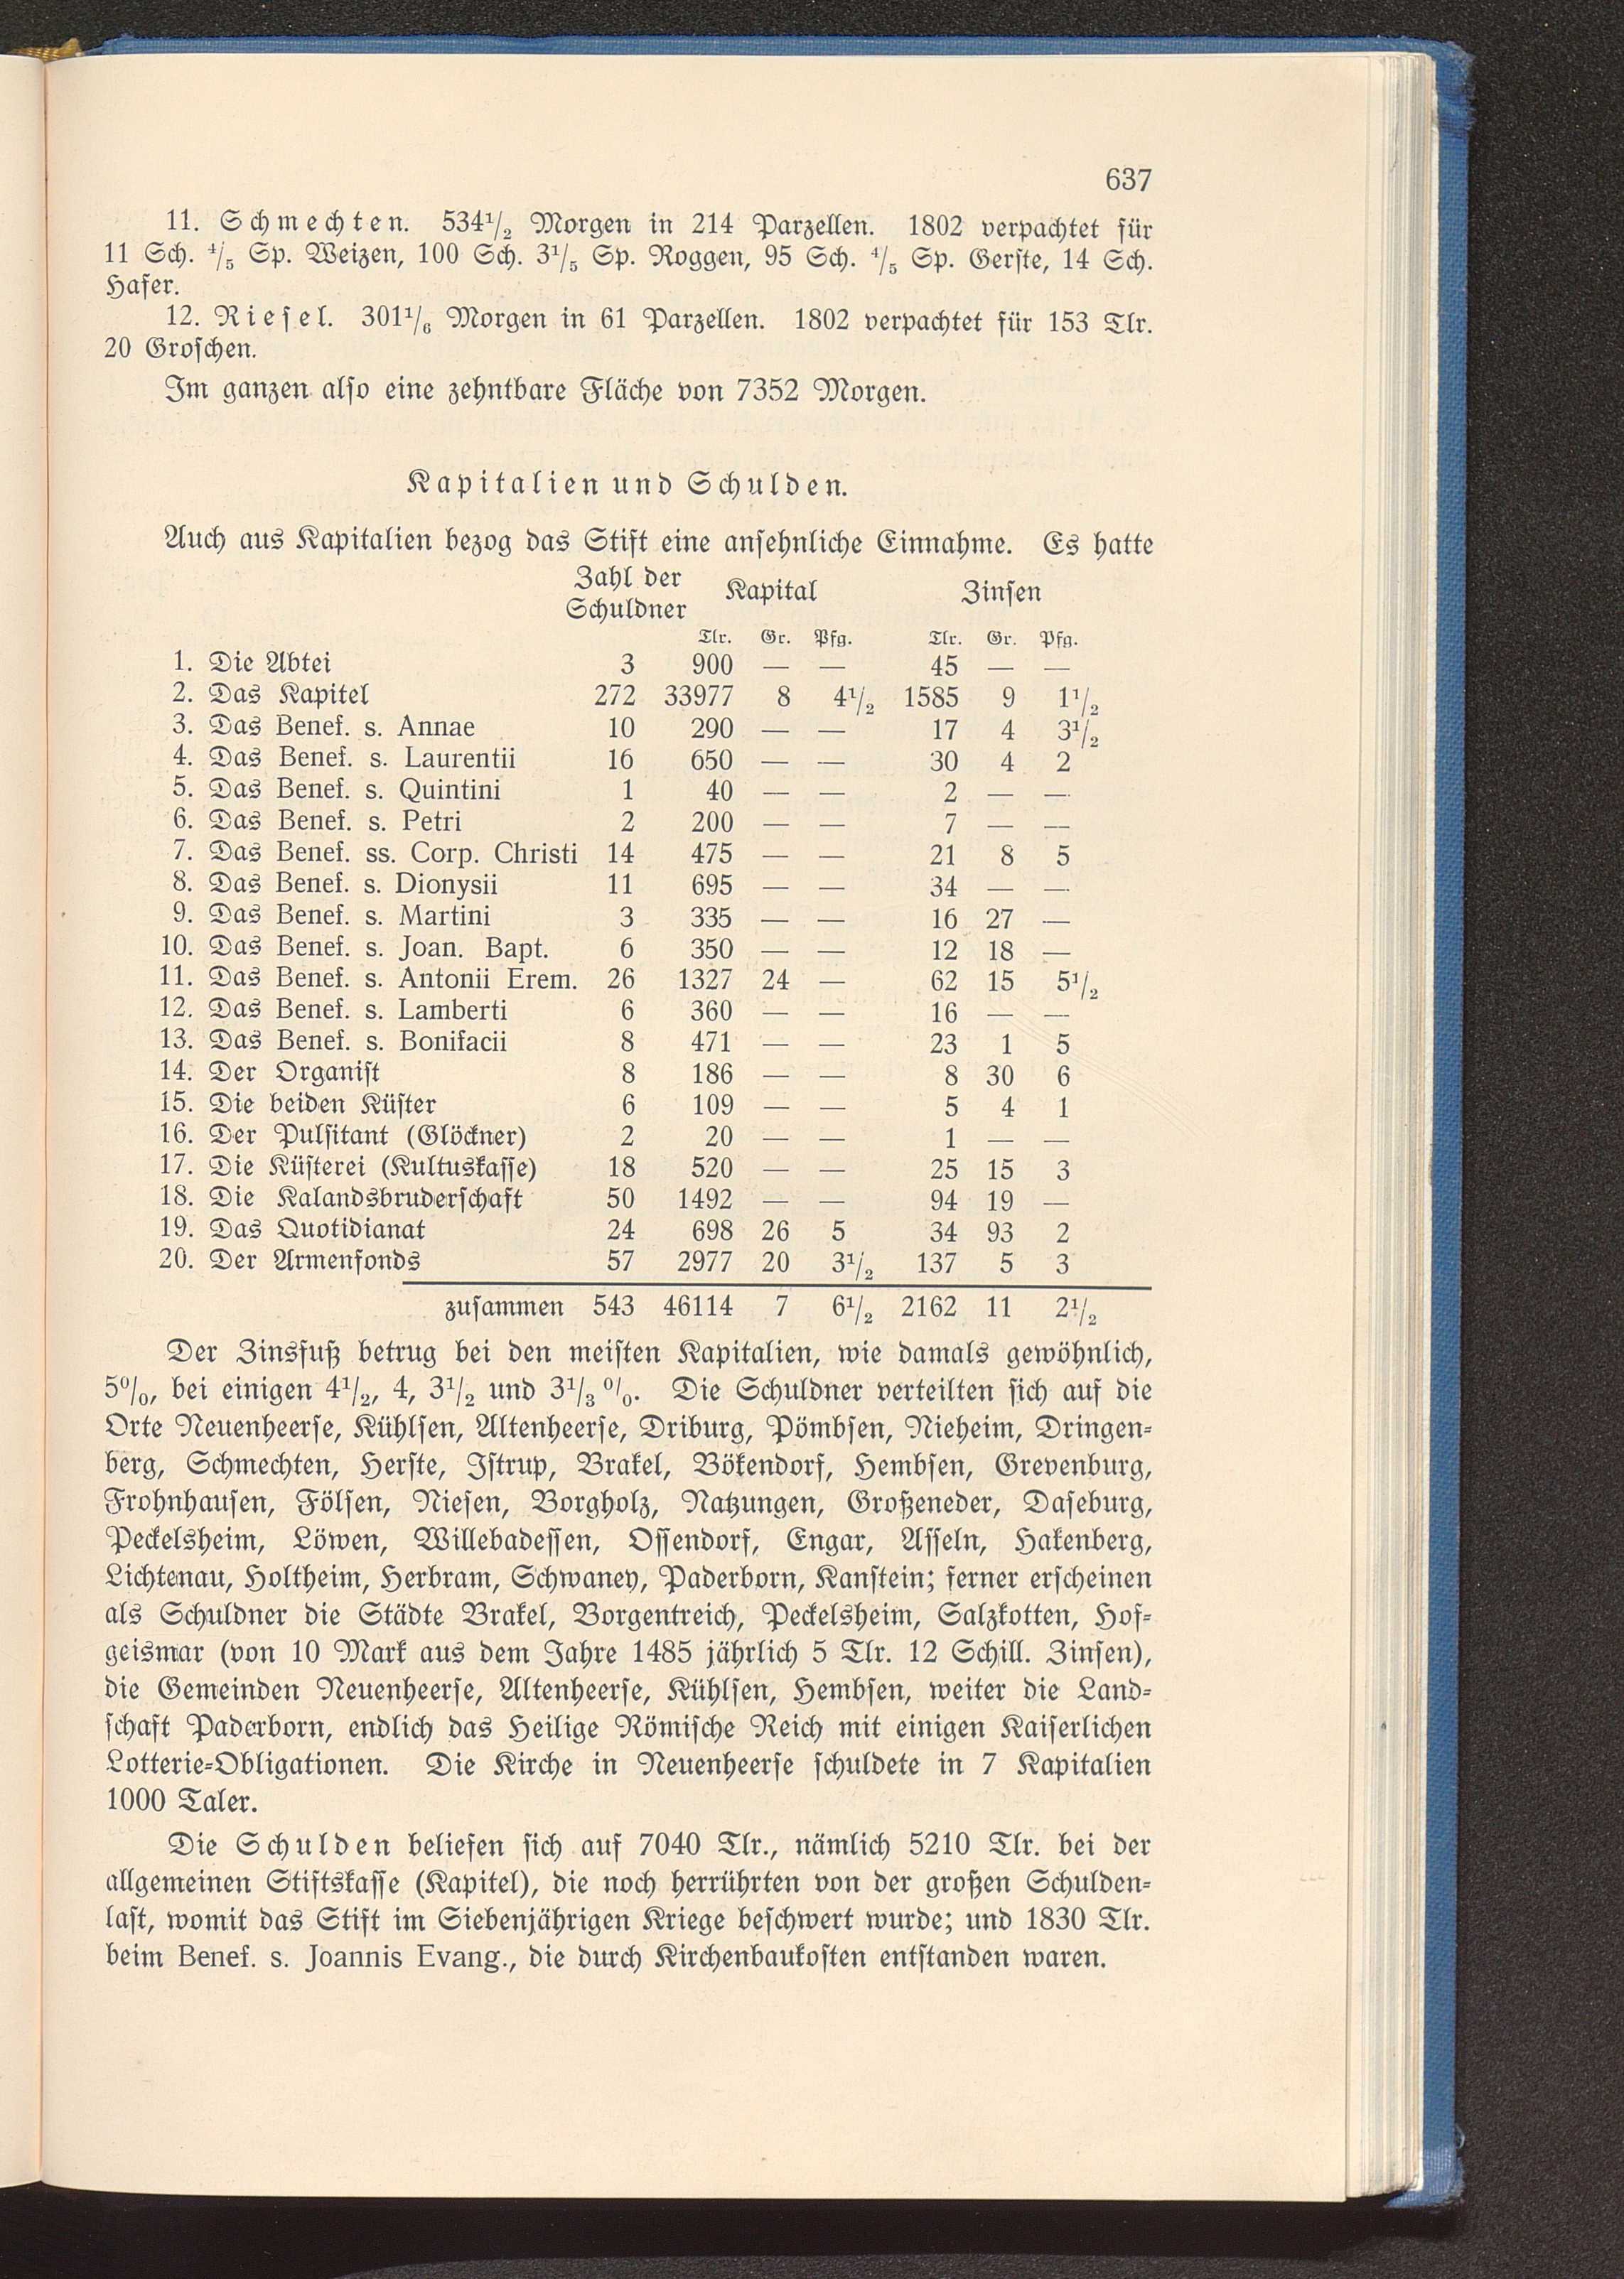 637
11. Schmechten. 534¹/₂ Morgen in 214 Parzellen. 1802 verpachtet für
11 Sch. ⁴/₅ Sp. Weizen, 100 Sch. 3¹/₅ Sp. Roggen, 95 Sch. ⁴/₅ Sp. Gerste, 14 Sch.
Hafer.
12. Riesel. 301¹/₆ Morgen in 61 Parzellen. 1802 verpachtet für 153 Tlr.
20 Groschen.
Im ganzen also eine zehntbare Fläche von 7352 Morgen.
Kapitalien und Schulden.
Auch aus Kapitalien bezog das Stift eine ansehnliche Einnahme. Es hatte
Zahl der Schuldner Kapital Zinsen
Tlr. Gr. Pfg. Tlr. Gr. Pfg.
1. Die Abtei 3 900 — — 45 — —
2. Das Kapitel 272 33977 8 4¹/₂ 1585 9 1¹/₂
3. Das Benef. s. Annae 10 290 — — 17 4 3¹/₂
4. Das Benef. s. Laurentii 16 650 — — 30 4 2
5. Das Benef. s. Quintini 1 40 — — 2 — —
6. Das Benef. s. Petri 2 200 — — 7 — —
7. Das Benef. ss. Corp. Christi 14 475 — — 21 8 5
8. Das Benef. s. Dionysii 11 695 — — 34 — —
9. Das Benef. s. Martini 3 335 — — 16 27 —
10. Das Benef. s. Joan. Bapt. 6 350 — — 12 18 —
11. Das Benef. s. Antonii Erem. 26 1327 24 — 62 15 5¹/₂
12. Das Benef. s. Lamberti 6 360 — — 16 — —
13. Das Benef. s. Bonifacii 8 471 — — 23 1 5
14. Der Organist 8 186 — — 8 30 6
15. Die beiden Küster 6 109 — — 5 4 1
16. Der Pulsitant (Glöckner) 2 20 — — 1 — —
17. Die Küsterei (Kultuskasse) 18 520 — — 25 15 3
18. Die Kalandsbruderschaft 50 1492 — — 94 19 —
19. Das Quotidianat 24 698 26 5 34 93 2
20. Der Armenfonds 57 2977 20 3¹/₂ 137 5 3
zusammen 543 46114 7 6¹/₂ 2162 11 2¹/₂
Der Zinsfuß betrug bei den meisten Kapitalien, wie damals gewöhnlich,
5⁰/₀, bei einigen 4¹/₂, 4, 3¹/₂ und 3¹/₃ ⁰/₀. Die Schuldner verteilten sich auf die
Orte Neuenheerse, Kühlsen, Altenheerse, Driburg, Pömbsen, Nieheim, Dringen-
berg, Schmechten, Herste, Istrup, Brakel, Bökendorf, Hembsen, Grevenburg,
Frohnhausen, Fölsen, Niesen, Borgholz, Natzungen, Großeneder, Daseburg,
Peckelsheim, Löwen, Willebadessen, Ossendorf, Engar, Asseln, Hakenberg,
Lichtenau, Holtheim, Herbram, Schwaney, Paderborn, Kanstein; ferner erscheinen
als Schuldner die Städte Brakel, Borgentreich, Peckelsheim, Salzkotten, Hof-
geismar (von 10 Mark aus dem Jahre 1485 jährlich 5 Tlr. 12 Schill. Zinsen),
die Gemeinden Neuenheerse, Altenheerse, Kühlsen, Hembsen, weiter die Land-
schaft Paderborn, endlich das Heilige Römische Reich mit einigen Kaiserlichen
Lotterie-Obligationen. Die Kirche in Neuenheerse schuldete in 7 Kapitalien
1000 Taler.
Die Schulden beliefen sich auf 7040 Tlr., nämlich 5210 Tlr. bei der
allgemeinen Stiftskasse (Kapitel), die noch herrührten von der großen Schulden-
last, womit das Stift im Siebenjährigen Kriege beschwert wurde; und 1830 Tlr.
beim Benef. s. Joannis Evang., die durch Kirchenbaukosten entstanden waren.